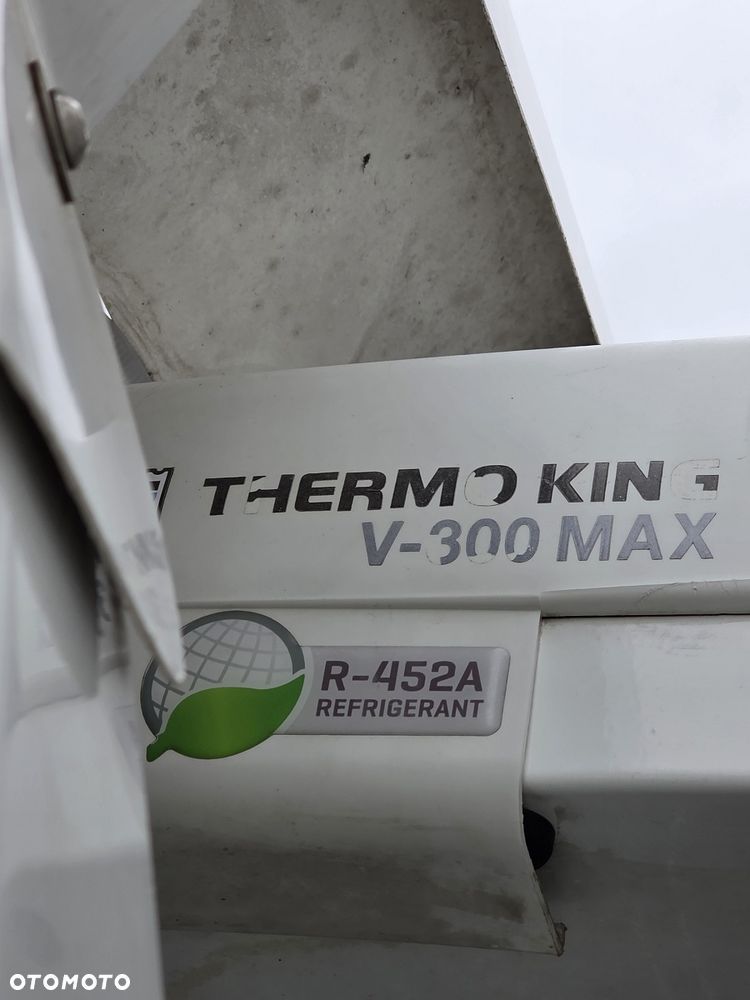 THERMO KING
V-300 MAX
R-452A
REFRIGERANT
OTOMOTO